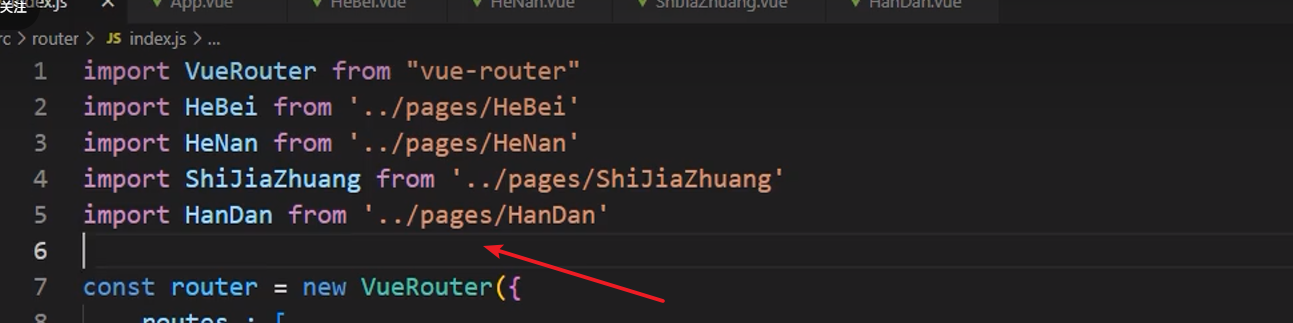 关注
dex.js App.vue HeBei.vue HeNan.vue ShiJiaZhuang.vue HanDan.vue
rc > router > JS index.js > ...
1 import VueRouter from "vue-router"
2 import HeBei from '../pages/HeBei'
3 import HeNan from '../pages/HeNan'
4 import ShiJiaZhuang from '../pages/ShiJiaZhuang'
5 import HanDan from '../pages/HanDan'
6
7 const router = new VueRouter({
8 routes : [